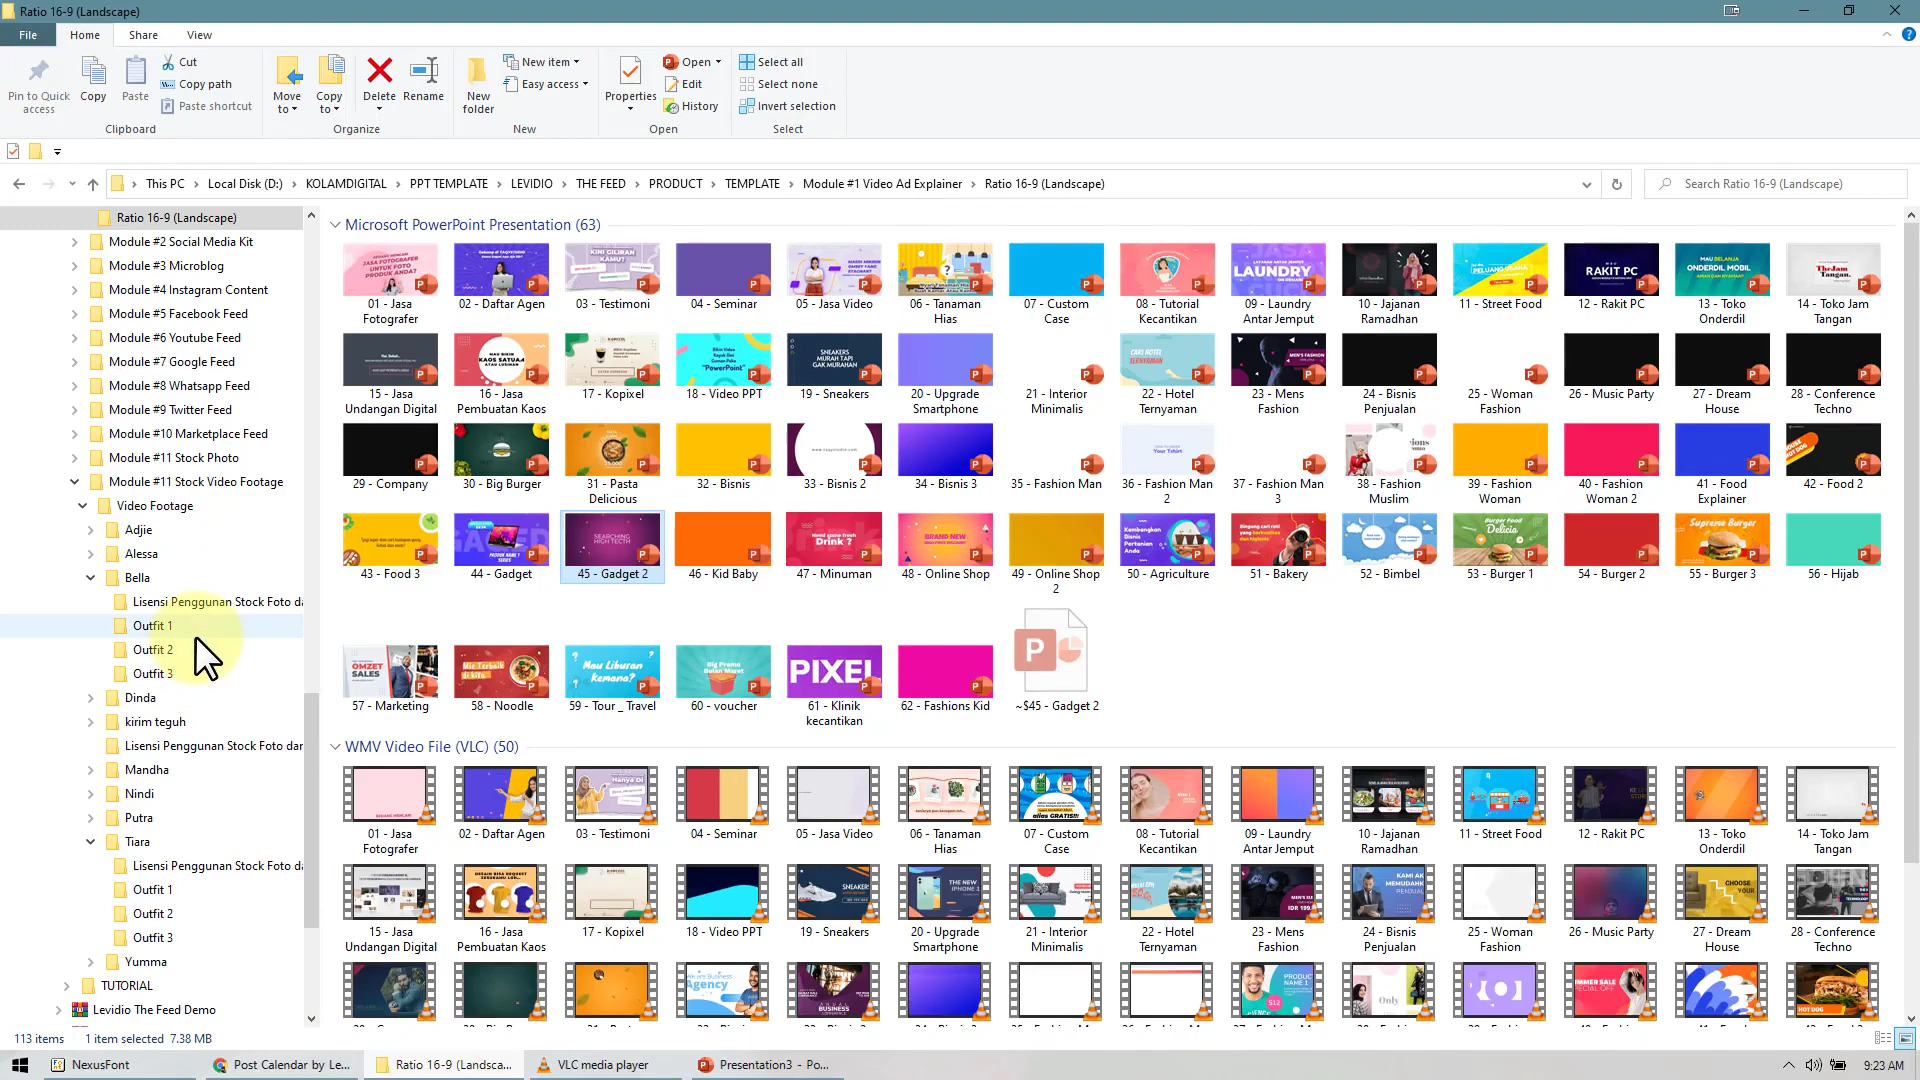 Ratio 16-9 (Landscape)
File
Home
Share
View
Pin to Quick access
Copy
Paste
Cut
Copy path
Paste shortcut
Clipboard
Move to
Copy to
Delete
Rename
Organize
New folder
New item
Easy access
New
Properties
Open
Edit
History
Open
Select all
Select none
Invert selection
Select
This PC › Local Disk (D:) › KOLAMDIGITAL › PPT TEMPLATE › LEVIDIO › THE FEED › PRODUCT › TEMPLATE › Module #1 Video Ad Explainer › Ratio 16-9 (Landscape)
Search Ratio 16-9 (Landscape)
Ratio 16-9 (Landscape)
Module #2 Social Media Kit
Module #3 Microblog
Module #4 Instagram Content
Module #5 Facebook Feed
Module #6 Youtube Feed
Module #7 Google Feed
Module #8 Whatsapp Feed
Module #9 Twitter Feed
Module #10 Marketplace Feed
Module #11 Stock Photo
Module #11 Stock Video Footage
Video Footage
Adjie
Alessa
Bella
Lisensi Penggunan Stock Foto da
Outfit 1
Outfit 2
Outfit 3
Dinda
kirim teguh
Lisensi Penggunan Stock Foto dar
Mandha
Nindi
Putra
Tiara
Lisensi Penggunan Stock Foto da
Outfit 1
Outfit 2
Outfit 3
Yumma
TUTORIAL
Levidio The Feed Demo
Microsoft PowerPoint Presentation (63)
01 - Jasa Fotografer
02 - Daftar Agen
03 - Testimoni
04 - Seminar
05 - Jasa Video
06 - Tanaman Hias
07 - Custom Case
08 - Tutorial Kecantikan
09 - Laundry Antar Jemput
10 - Jajanan Ramadhan
11 - Street Food
12 - Rakit PC
13 - Toko Onderdil
14 - Toko Jam Tangan
15 - Jasa Undangan Digital
16 - Jasa Pembuatan Kaos
17 - Kopixel
18 - Video PPT
19 - Sneakers
20 - Upgrade Smartphone
21 - Interior Minimalis
22 - Hotel Ternyaman
23 - Mens Fashion
24 - Bisnis Penjualan
25 - Woman Fashion
26 - Music Party
27 - Dream House
28 - Conference Techno
29 - Company
30 - Big Burger
31 - Pasta Delicious
32 - Bisnis
33 - Bisnis 2
34 - Bisnis 3
35 - Fashion Man
36 - Fashion Man 2
37 - Fashion Man 3
38 - Fashion Muslim
39 - Fashion Woman
40 - Fashion Woman 2
41 - Food Explainer
42 - Food 2
43 - Food 3
44 - Gadget
45 - Gadget 2
46 - Kid Baby
47 - Minuman
48 - Online Shop
49 - Online Shop 2
50 - Agriculture
51 - Bakery
52 - Bimbel
53 - Burger 1
54 - Burger 2
55 - Burger 3
56 - Hijab
57 - Marketing
58 - Noodle
59 - Tour _ Travel
60 - voucher
61 - Klinik kecantikan
62 - Fashions Kid
~$45 - Gadget 2
WMV Video File (VLC) (50)
01 - Jasa Fotografer
02 - Daftar Agen
03 - Testimoni
04 - Seminar
05 - Jasa Video
06 - Tanaman Hias
07 - Custom Case
08 - Tutorial Kecantikan
09 - Laundry Antar Jemput
10 - Jajanan Ramadhan
11 - Street Food
12 - Rakit PC
13 - Toko Onderdil
14 - Toko Jam Tangan
15 - Jasa Undangan Digital
16 - Jasa Pembuatan Kaos
17 - Kopixel
18 - Video PPT
19 - Sneakers
20 - Upgrade Smartphone
21 - Interior Minimalis
22 - Hotel Ternyaman
23 - Mens Fashion
24 - Bisnis Penjualan
25 - Woman Fashion
26 - Music Party
27 - Dream House
28 - Conference Techno
113 items
1 item selected 7.38 MB
NexusFont
Post Calendar by Le...
Ratio 16-9 (Landsca...
VLC media player
Presentation3 - Po...
9:23 AM